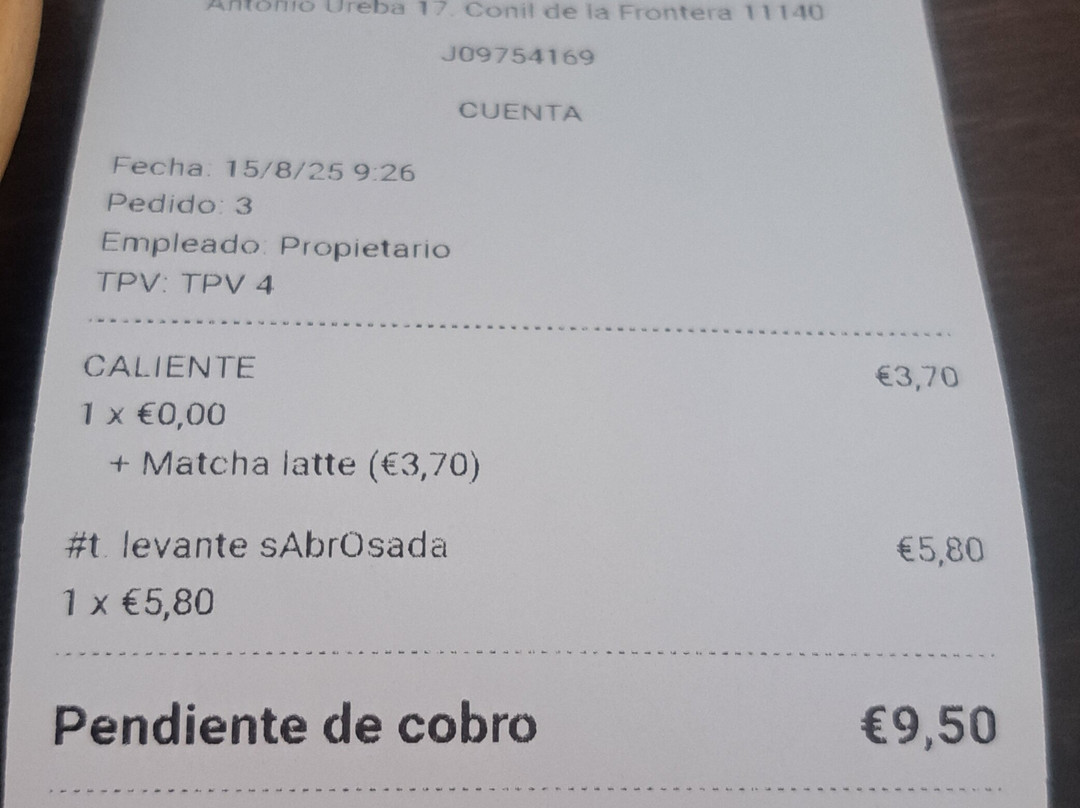 Antonio Ureba 17. Conil de la Frontera 11140
J09754169
CUENTA
Fecha: 15/8/25 9:26
Pedido: 3
Empleado: Propietario
TPV: TPV 4
CALIENTE €3,70
1 x €0,00
+ Matcha latte (€3,70)
#t. levante sAbrOsada €5,80
1 x €5,80
Pendiente de cobro €9,50